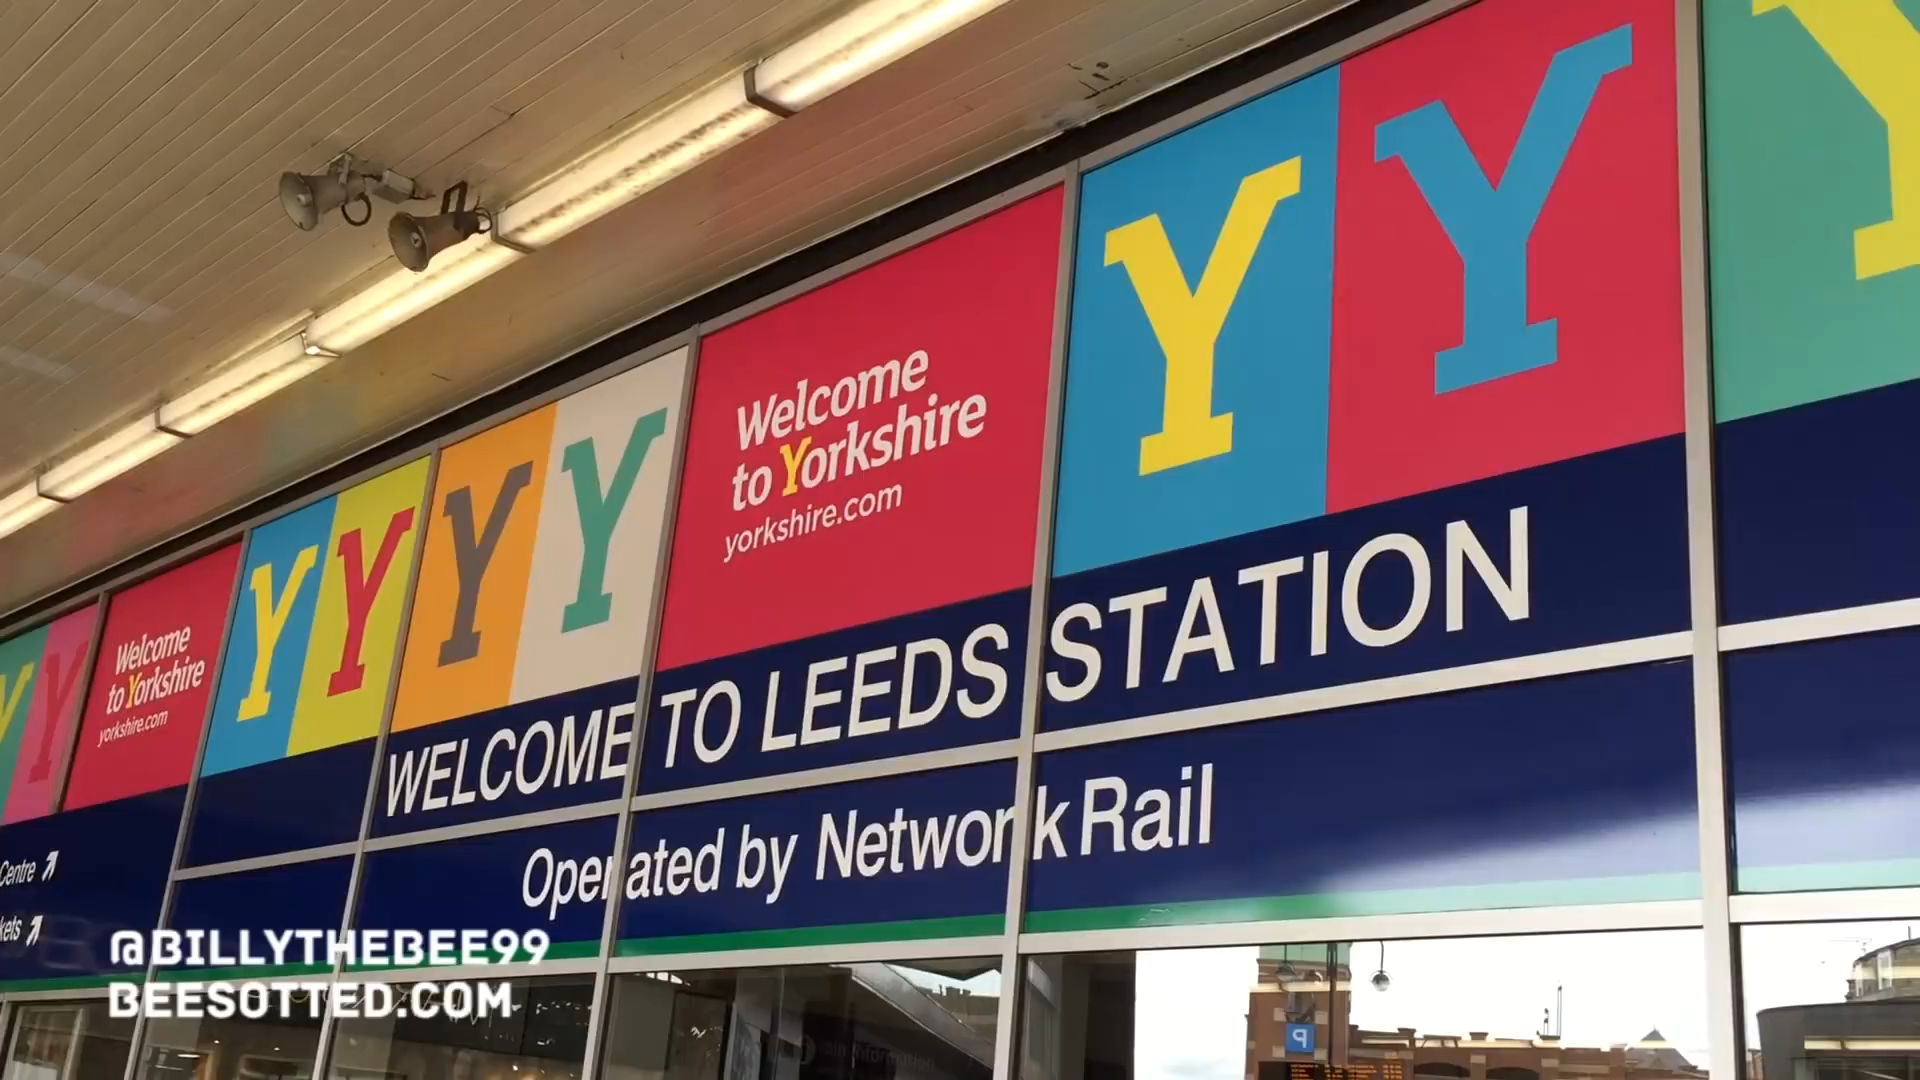 Y Y
Welcome
to Yorkshire
yorkshire.com
Y Y Y Y
Welcome
to Yorkshire
yorkshire.com
Y Y Y
WELCOME TO LEEDS STATION
Operated by Network Rail
Centre
@BILLYTHEBEE99
BEESOTTED.COM
P